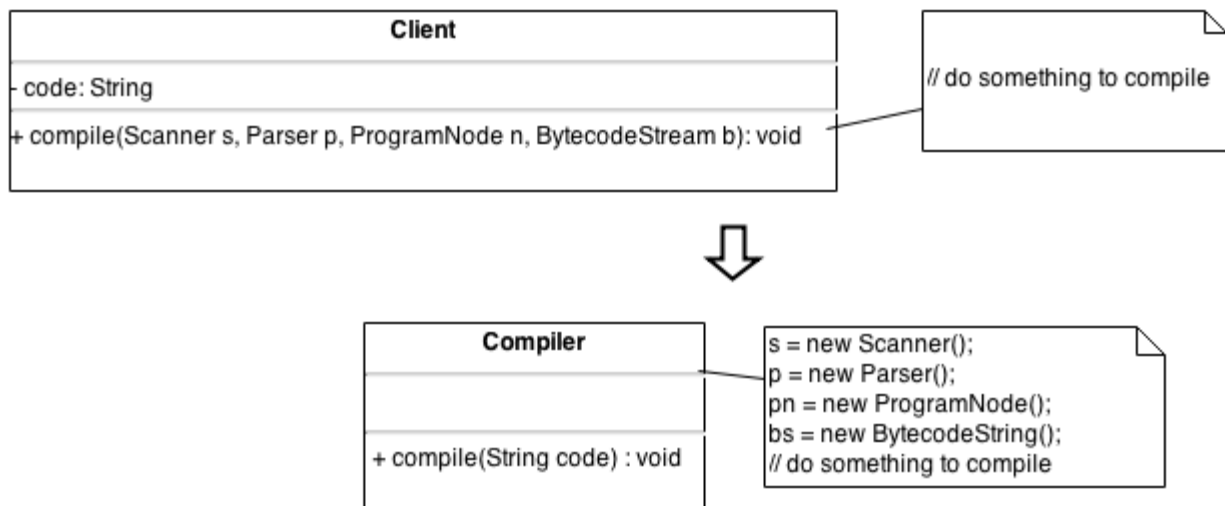 Client
- code: String
+ compile(Scanner s, Parser p, ProgramNode n, BytecodeStream b): void
// do something to compile
Compiler
+ compile(String code) : void
s = new Scanner();
p = new Parser();
pn = new ProgramNode();
bs = new BytecodeString();
// do something to compile